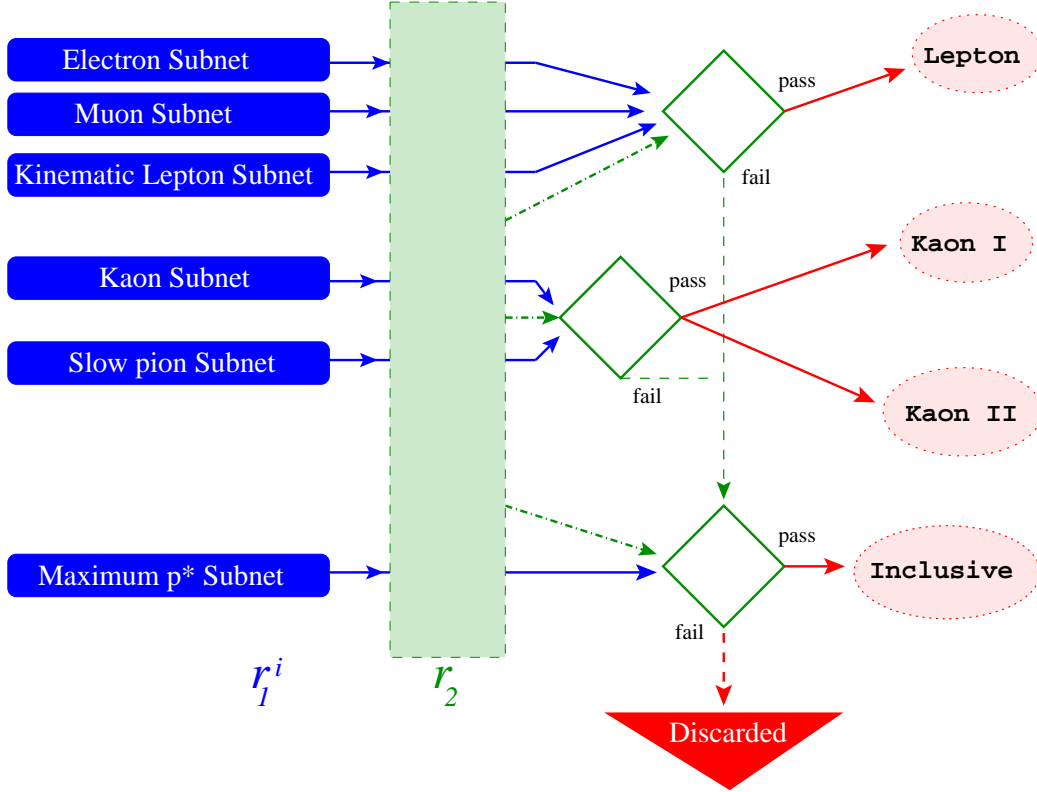 Electron Subnet
Muon Subnet
Kinematic Lepton Subnet
Kaon Subnet
Slow pion Subnet
Maximum p* Subnet
r₁ⁱ
r₂
pass
fail
Lepton
pass
fail
Kaon I
Kaon II
pass
fail
Inclusive
Discarded